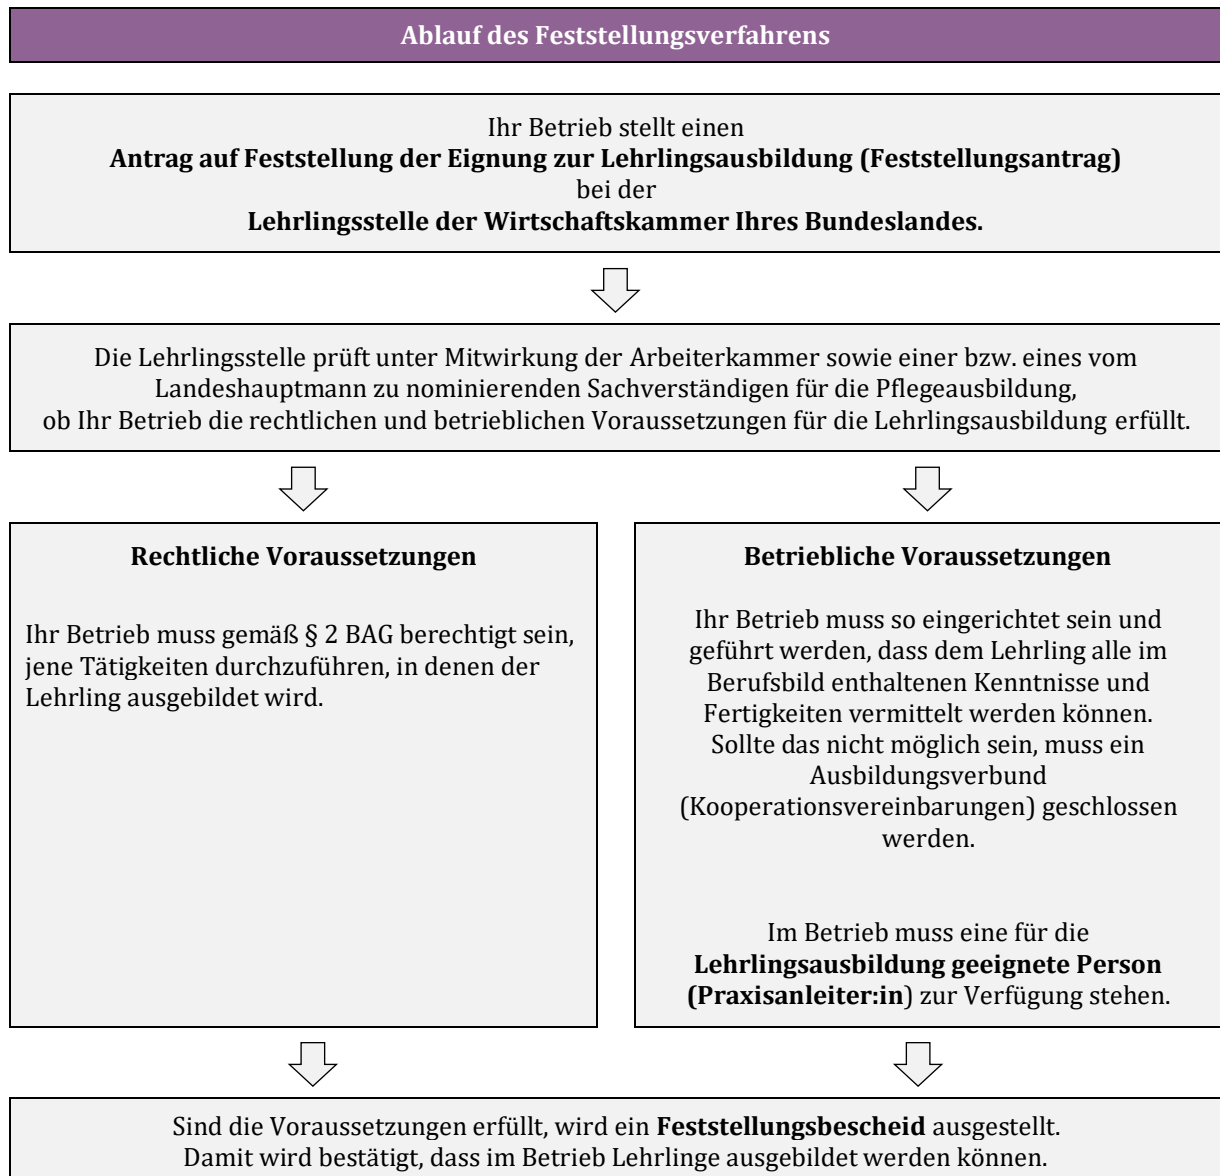 Ablauf des Feststellungsverfahrens
Ihr Betrieb stellt einen
Antrag auf Feststellung der Eignung zur Lehrlingsausbildung (Feststellungsantrag)
bei der
Lehrlingsstelle der Wirtschaftskammer Ihres Bundeslandes.
Die Lehrlingsstelle prüft unter Mitwirkung der Arbeiterkammer sowie einer bzw. eines vom
Landeshauptmann zu nominierenden Sachverständigen für die Pflegeausbildung,
ob Ihr Betrieb die rechtlichen und betrieblichen Voraussetzungen für die Lehrlingsausbildung erfüllt.
Rechtliche Voraussetzungen
Ihr Betrieb muss gemäß § 2 BAG berechtigt sein,
jene Tätigkeiten durchzuführen, in denen der
Lehrling ausgebildet wird.
Betriebliche Voraussetzungen
Ihr Betrieb muss so eingerichtet sein und
geführt werden, dass dem Lehrling alle im
Berufsbild enthaltenen Kenntnisse und
Fertigkeiten vermittelt werden können.
Sollte das nicht möglich sein, muss ein
Ausbildungsverbund
(Kooperationsvereinbarungen) geschlossen
werden.
Im Betrieb muss eine für die
Lehrlingsausbildung geeignete Person
(Praxisanleiter:in) zur Verfügung stehen.
Sind die Voraussetzungen erfüllt, wird ein Feststellungsbescheid ausgestellt.
Damit wird bestätigt, dass im Betrieb Lehrlinge ausgebildet werden können.